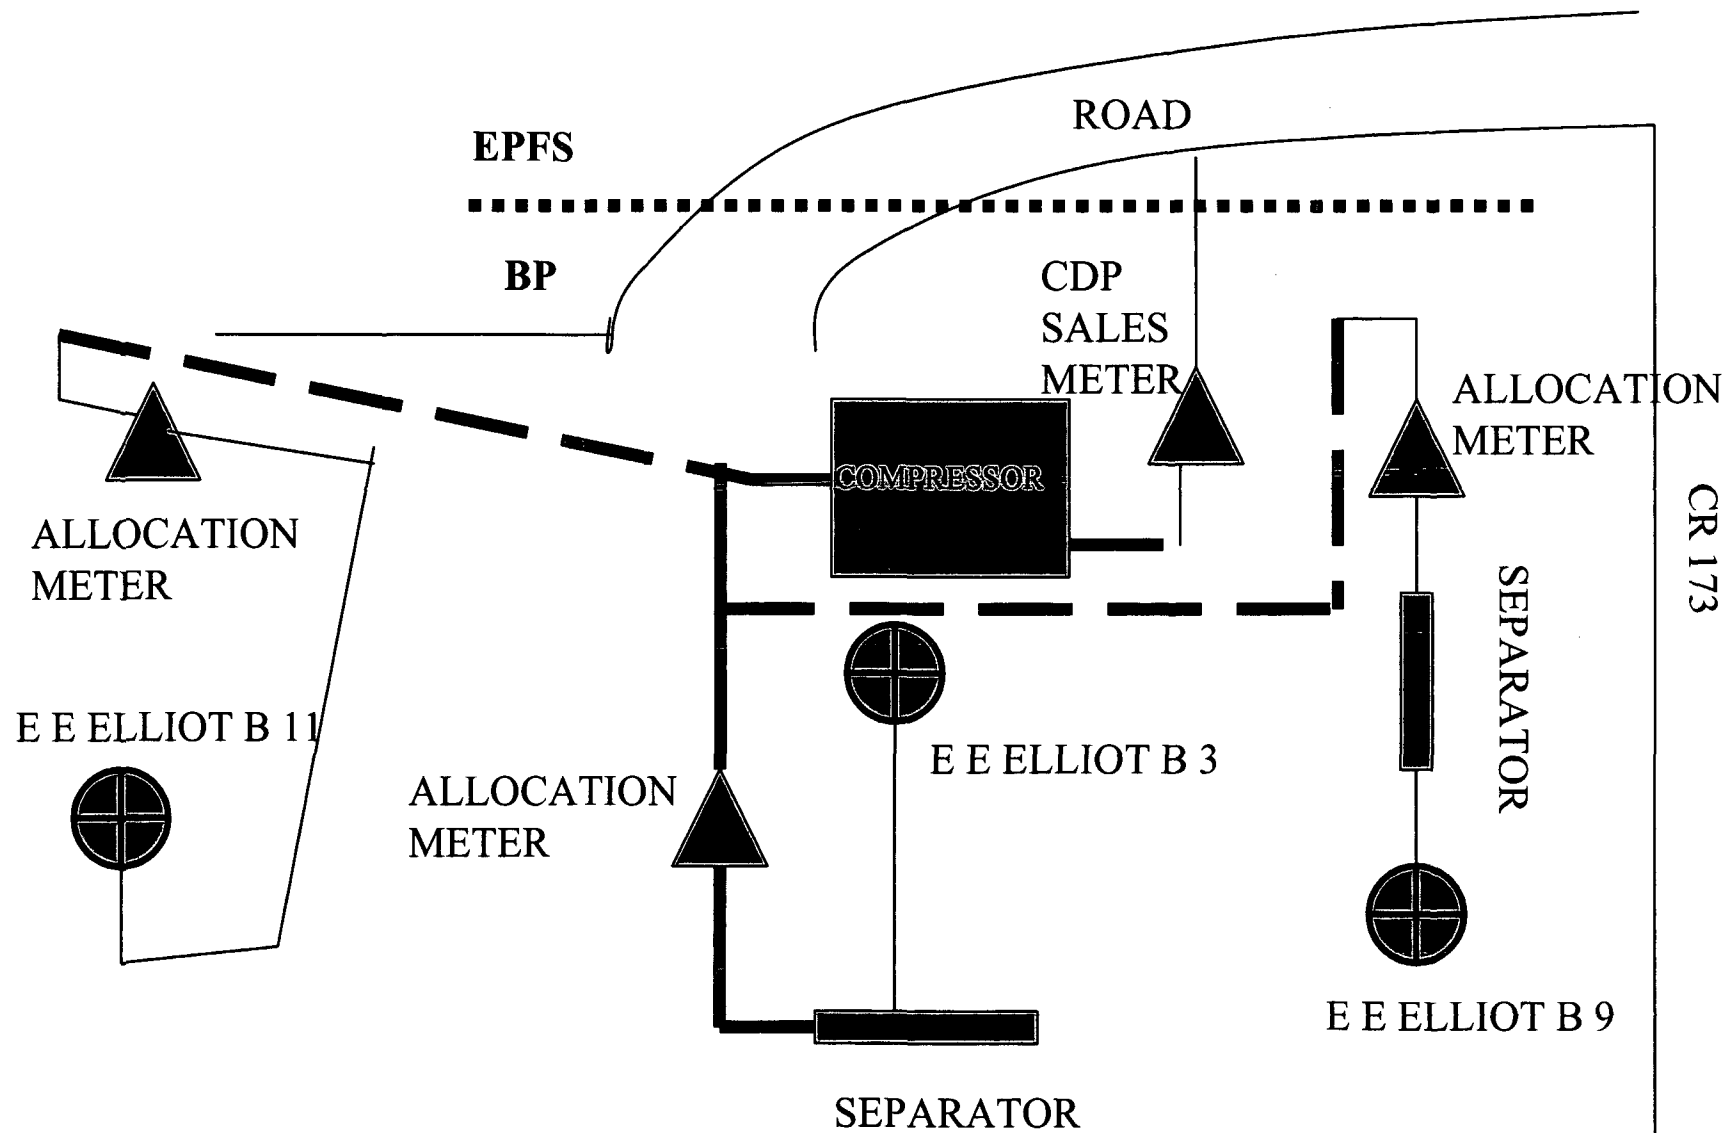 ROAD
EPFS
BP
CDP
SALES
METER
ALLOCATION
METER
COMPRESSOR
CR 173
ALLOCATION
METER
SEPARATOR
E E ELLIOT B 11
E E ELLIOT B 3
ALLOCATION
METER
E E ELLIOT B 9
SEPARATOR